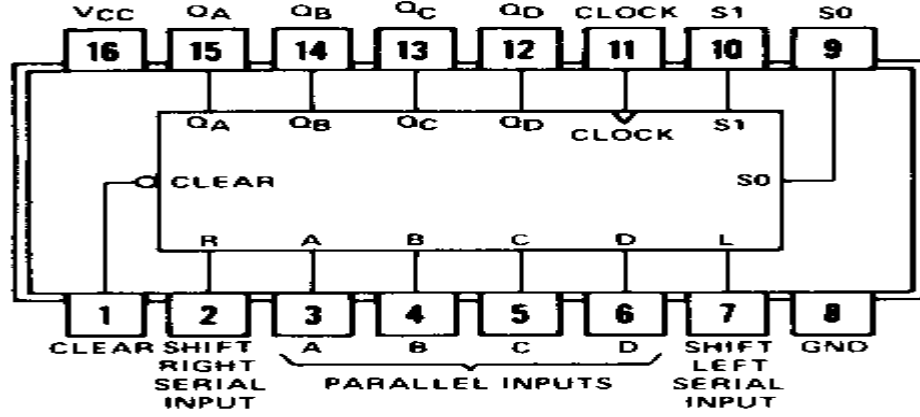 VCC QA QB QC QD CLOCK S1 S0
16 15 14 13 12 11 10 9
QA QB QC QD CLOCK S1
CLEAR S0
R A B C D L
1 2 3 4 5 6 7 8
CLEAR SHIFT RIGHT SERIAL INPUT A B C D SHIFT LEFT SERIAL INPUT GND
PARALLEL INPUTS